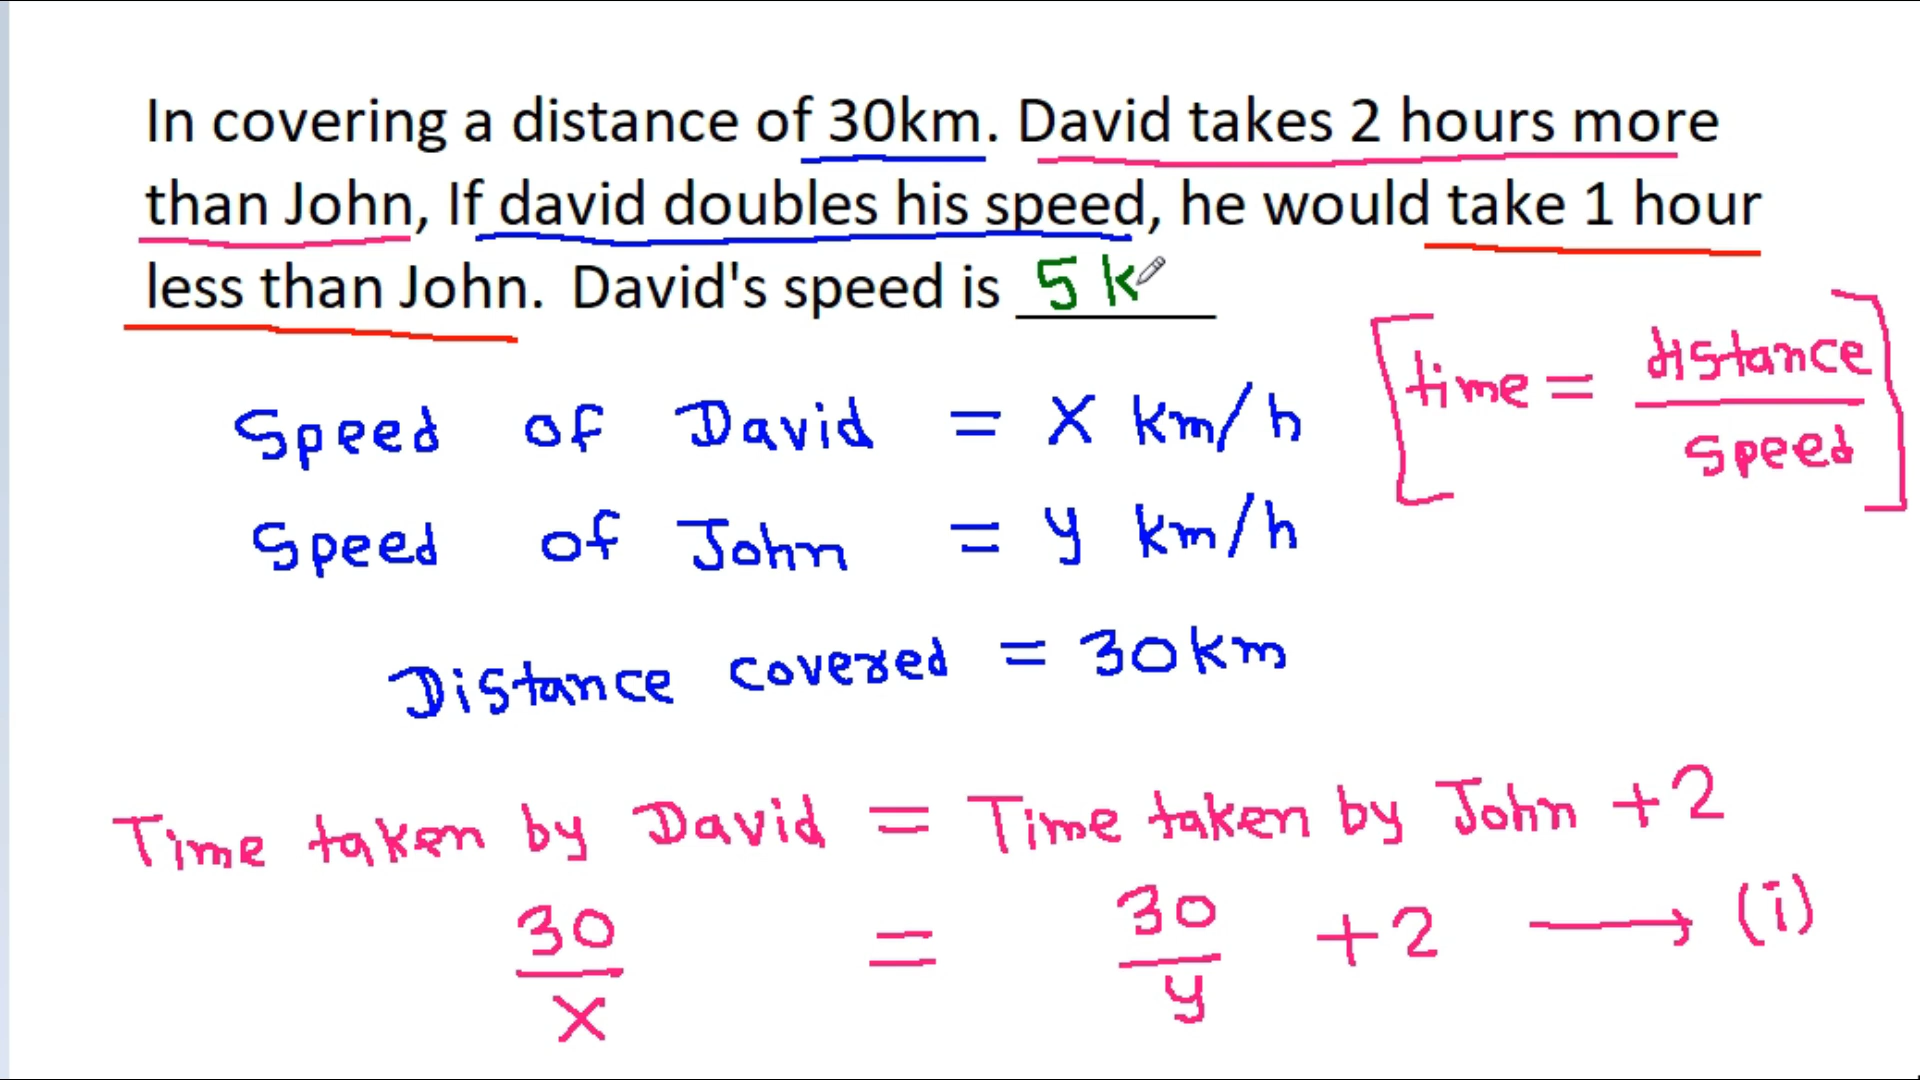 In covering a distance of 30km. David takes 2 hours more
than John, If david doubles his speed, he would take 1 hour
less than John. David's speed is 5 k
[time = distance / speed]
Speed of David = x km/h
Speed of John = y km/h
Distance covered = 30km
Time taken by David = Time taken by John +2
30/x = 30/y +2 → (i)